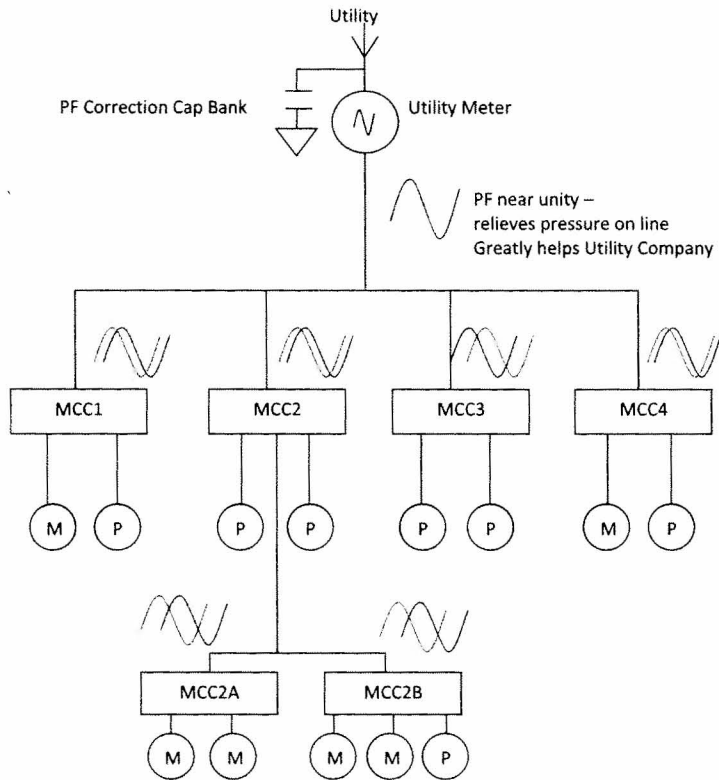 Utility
PF Correction Cap Bank
Utility Meter
PF near unity –
relieves pressure on line
Greatly helps Utility Company
MCC1
MCC2
MCC3
MCC4
M
P
P
P
P
P
M
P
MCC2A
MCC2B
M
M
M
M
P